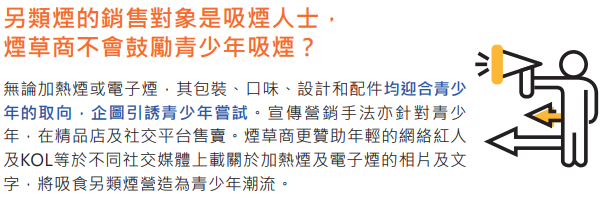 另類煙的銷售對象是吸煙人士，
煙草商不會鼓勵青少年吸煙？
無論加熱煙或電子煙，其包裝、口味、設計和配件均迎合青少
年的取向，企圖引誘青少年嘗試。宣傳營銷手法亦針對青少
年，在精品店及社交平台售賣。煙草商更贊助年輕的網絡紅人
及KOL等於不同社交媒體上載關於加熱煙及電子煙的相片及文
字，將吸食另類煙營造為青少年潮流。